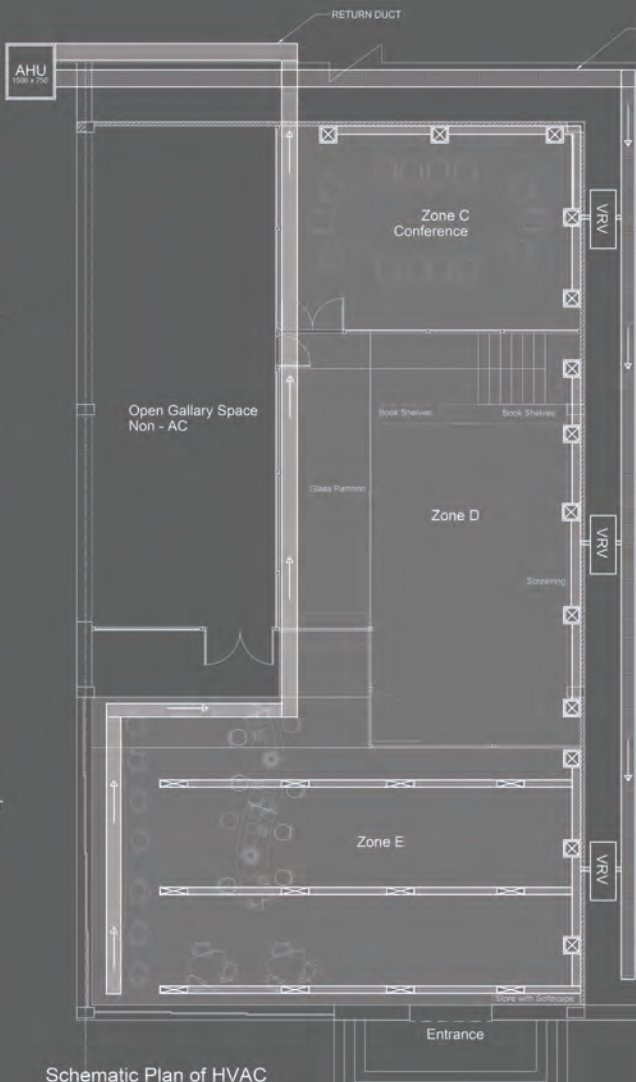 RETURN DUCT
AHU
1500 x 750
Zone C
Conference
VRV
Open Gallary Space
Non - AC
Book Shelves
Book Shelves
Glass Partition
Zone D
VRV
Screening
Zone E
VRV
Store with Softscape
Entrance
Schematic Plan of HVAC